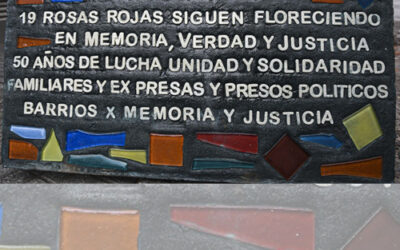 19 ROSAS ROJAS SIGUEN FLORECIENDO
EN MEMORIA, VERDAD Y JUSTICIA
50 AÑOS DE LUCHA UNIDAD Y SOLIDARIDAD
FAMILIARES Y EX PRESAS Y PRESOS POLITICOS
BARRIOS X MEMORIA Y JUSTICIA